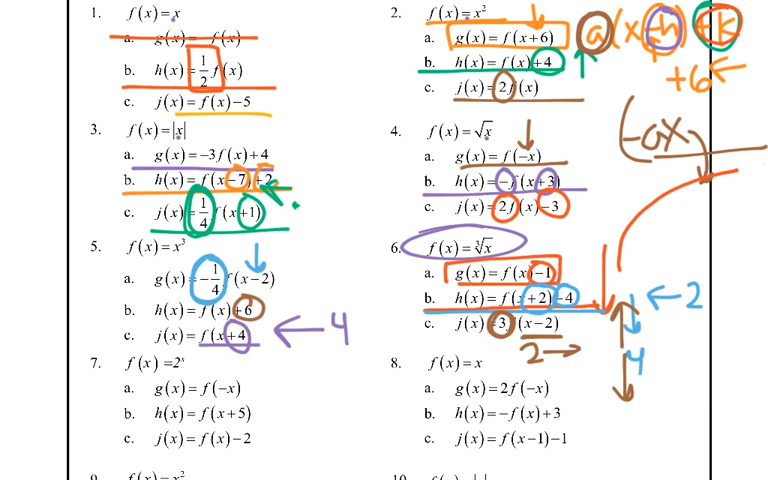 1. f(x)=x
a. g(x)= f(x)
b. h(x)=1/2 f(x)
c. j(x)=f(x)−5
2. f(x)=x²
a. g(x)=f(x+6)
b. h(x)=f(x)+4
c. j(x)=2f(x)
a(x−h)+k
+6←
3. f(x)=|x|
a. g(x)=−3f(x)+4
b. h(x)=f(x−7)+2
c. j(x)=1/4 f(x+1)
4. f(x)=√x
a. g(x)=f(−x)
b. h(x)=−f(x+3)
c. j(x)=2f(x)−3
5. f(x)=x³
a. g(x)=−1/4 f(x−2)
b. h(x)=f(x)+6
c. j(x)=f(x+4)
←4
6. f(x)=∛x
a. g(x)=f(x)−1
b. h(x)=f(x+2)−4
c. j(x)=3f(x−2)
2→
←2
4
7. f(x)=2ˣ
a. g(x)=f(−x)
b. h(x)=f(x+5)
c. j(x)=f(x)−2
8. f(x)=x
a. g(x)=2f(−x)
b. h(x)=−f(x)+3
c. j(x)=f(x−1)−1